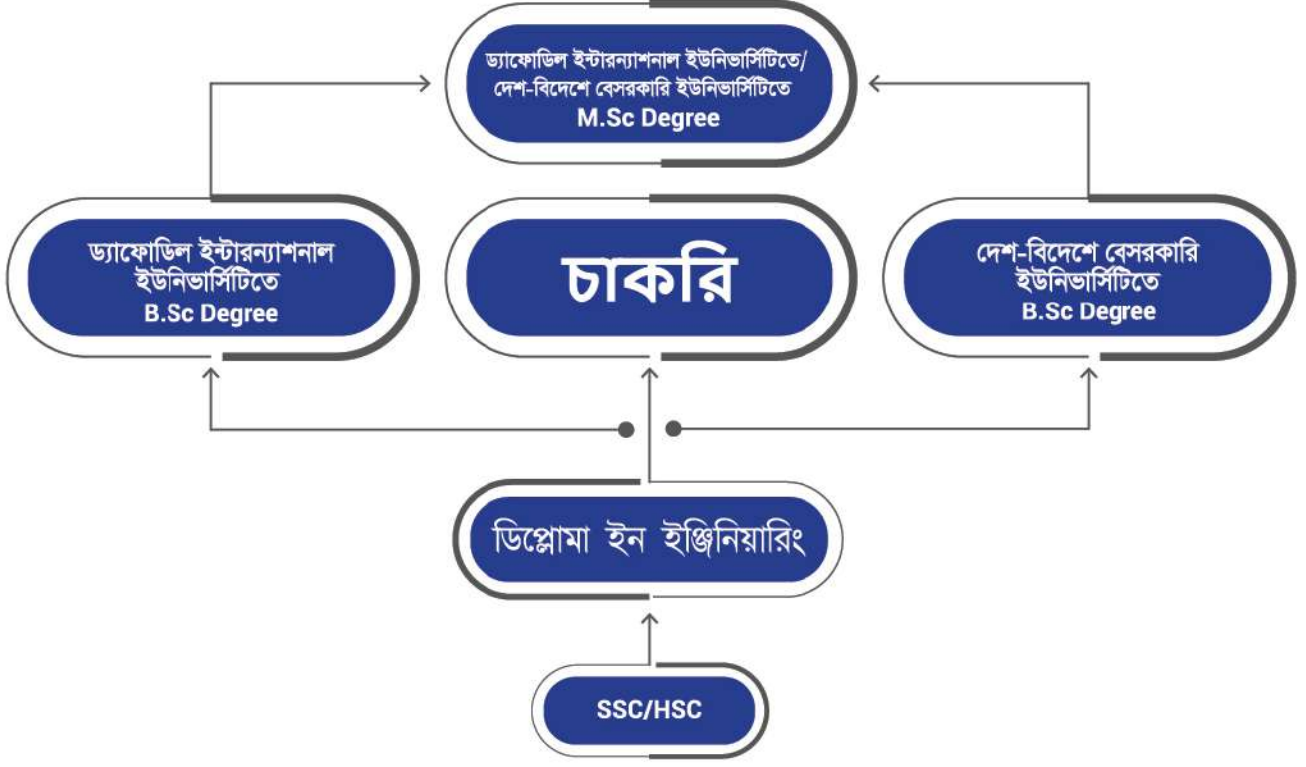 ড্যাফোডিল ইন্টারন্যাশনাল ইউনিভার্সিটিতে/
দেশ-বিদেশে বেসরকারি ইউনিভার্সিটিতে
M.Sc Degree
ড্যাফোডিল ইন্টারন্যাশনাল
ইউনিভার্সিটিতে
B.Sc Degree
চাকরি
দেশ-বিদেশে বেসরকারি
ইউনিভার্সিটিতে
B.Sc Degree
ডিপ্লোমা ইন ইঞ্জিনিয়ারিং
SSC/HSC